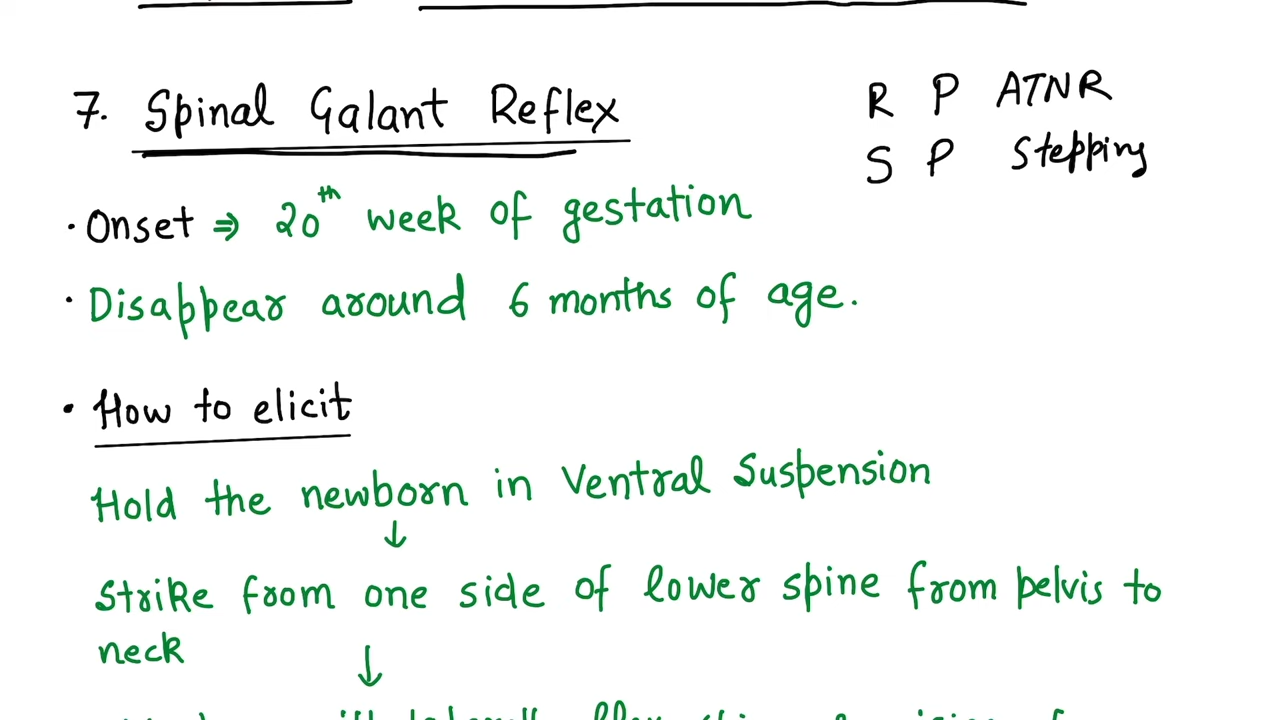 7. Spinal Galant Reflex
R P ATNR
S P Stepping
• Onset ⇒ 20th week of gestation
• Disappear around 6 months of age.
• How to elicit
Hold the newborn in Ventral Suspension
↓
Strike from one side of lower spine from pelvis to
neck
↓